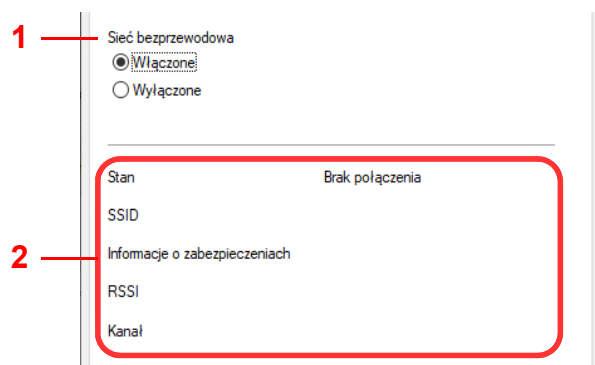 1
Sieć bezprzewodowa
Włączone
Wyłączone
Stan Brak połączenia
SSID
2
Informacje o zabezpieczeniach
RSSI
Kanał